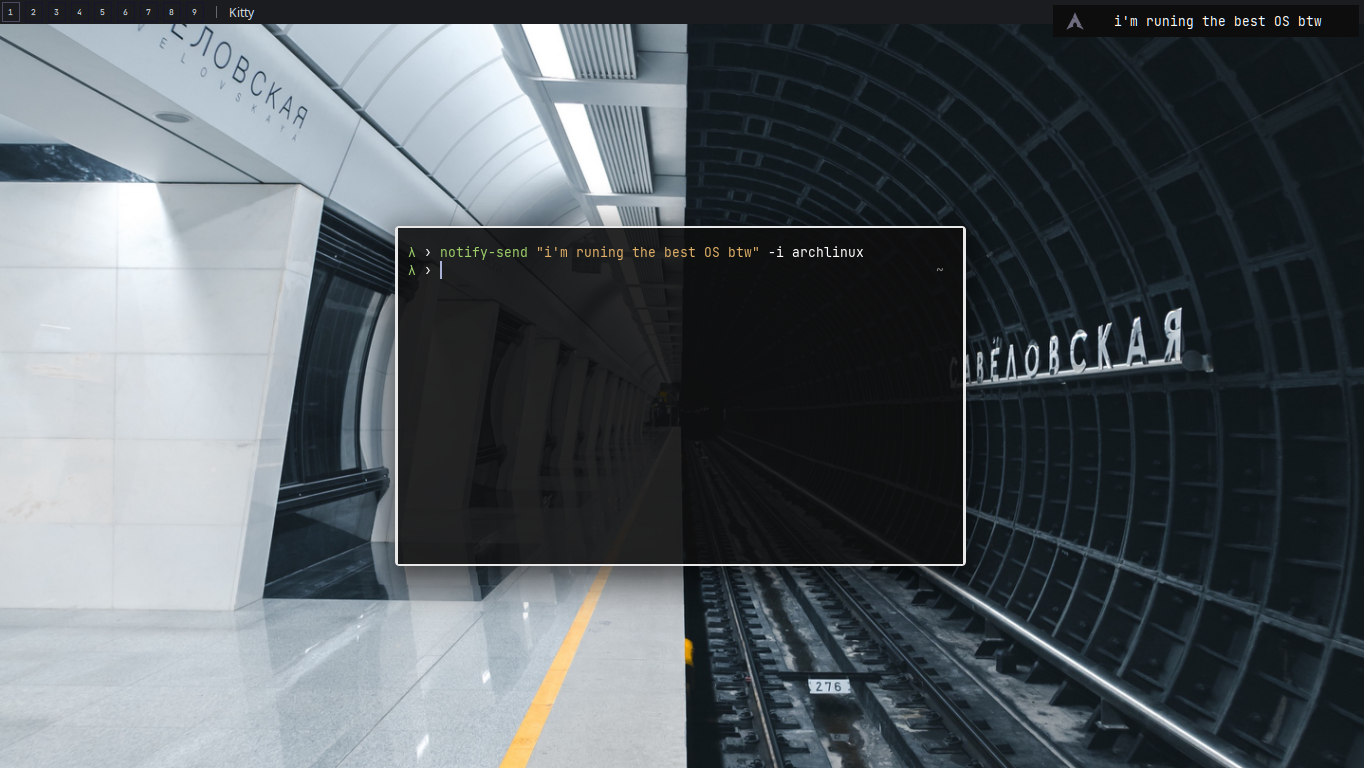 1 2 3 4 5 6 7 8 9 | Kitty
i'm runing the best OS btw
ЕЛОВСКАЯ
VELOVSKAYA
λ › notify-send "i'm runing the best OS btw" -i archlinux
λ › ~
САВЁЛОВСКАЯ
276